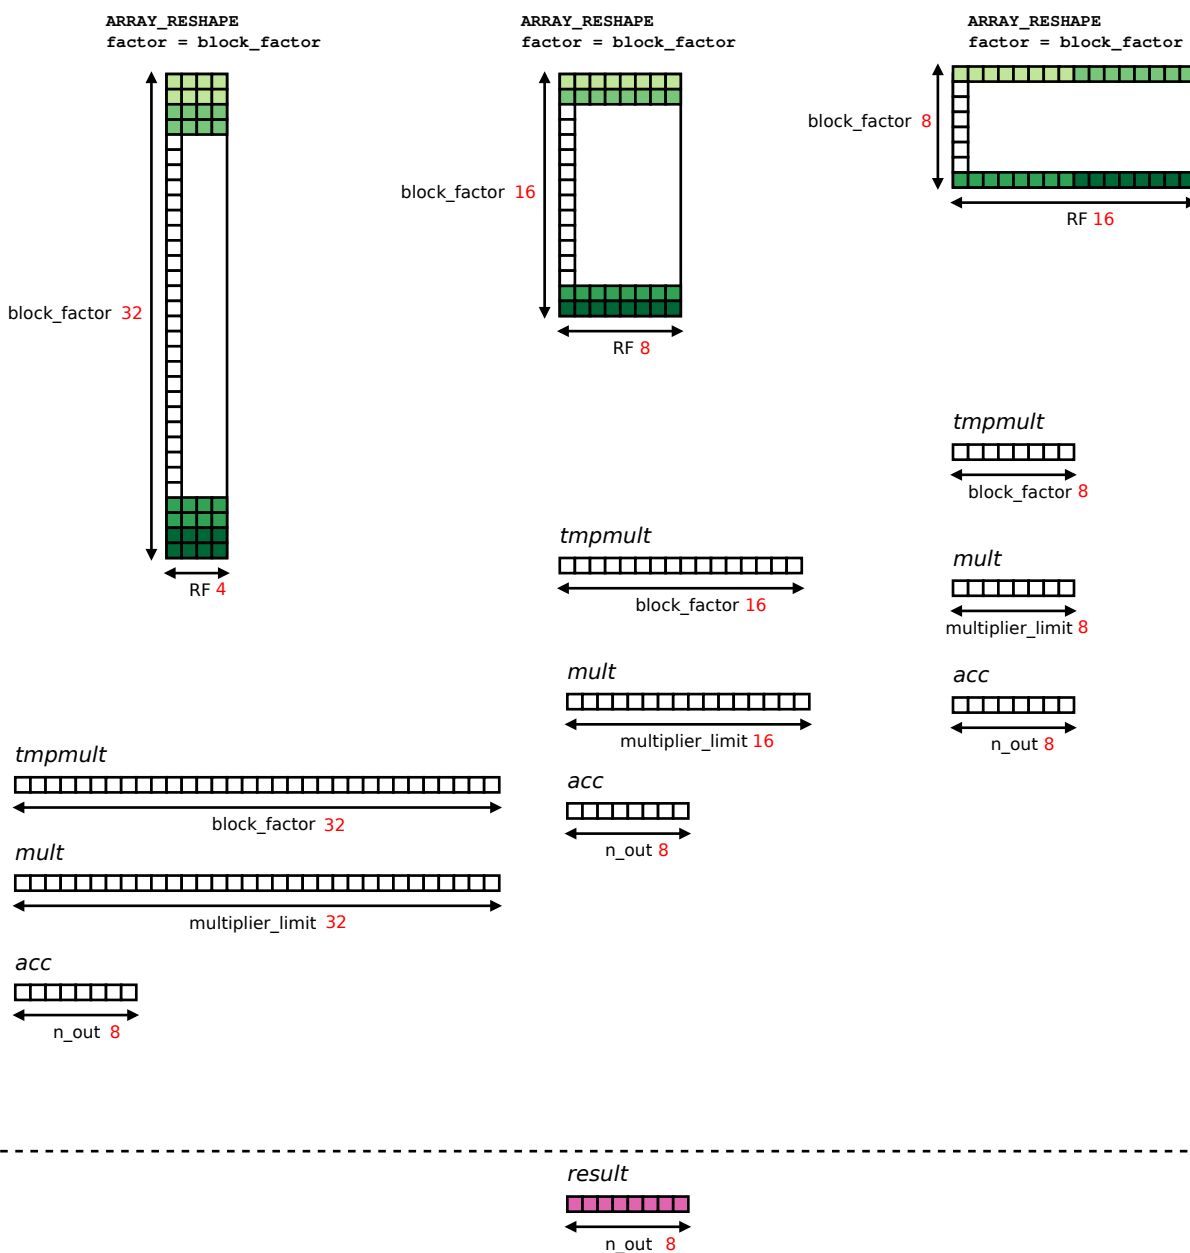 ARRAY_RESHAPE
factor = block_factor
block_factor 32
RF 4
tmpmult
block_factor 32
mult
multiplier_limit 32
acc
n_out 8
ARRAY_RESHAPE
factor = block_factor
block_factor 16
RF 8
tmpmult
block_factor 16
mult
multiplier_limit 16
acc
n_out 8
ARRAY_RESHAPE
factor = block_factor
block_factor 8
RF 16
tmpmult
block_factor 8
mult
multiplier_limit 8
acc
n_out 8
result
n_out 8